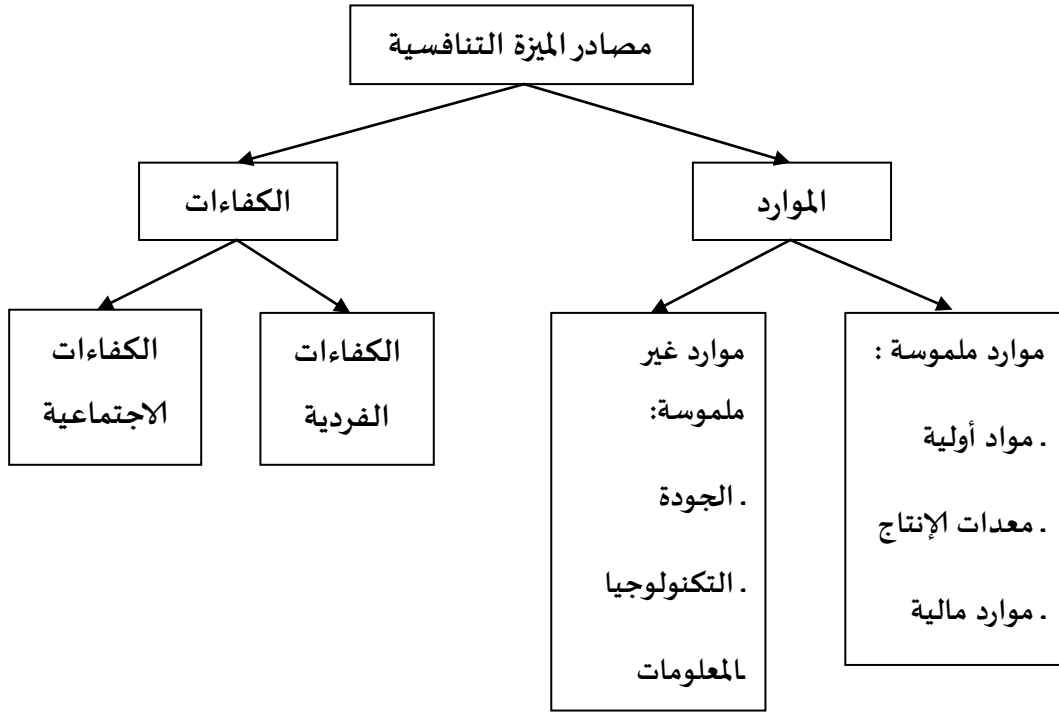 مصادر الميزة التنافسية
الموارد
الكفاءات
موارد ملموسة :
. مواد أولية
. معدات الإنتاج
. موارد مالية
موارد غير
ملموسة:
. الجودة
. التكنولوجيا
.المعلومات
الكفاءات
الفردية
الكفاءات
الاجتماعية